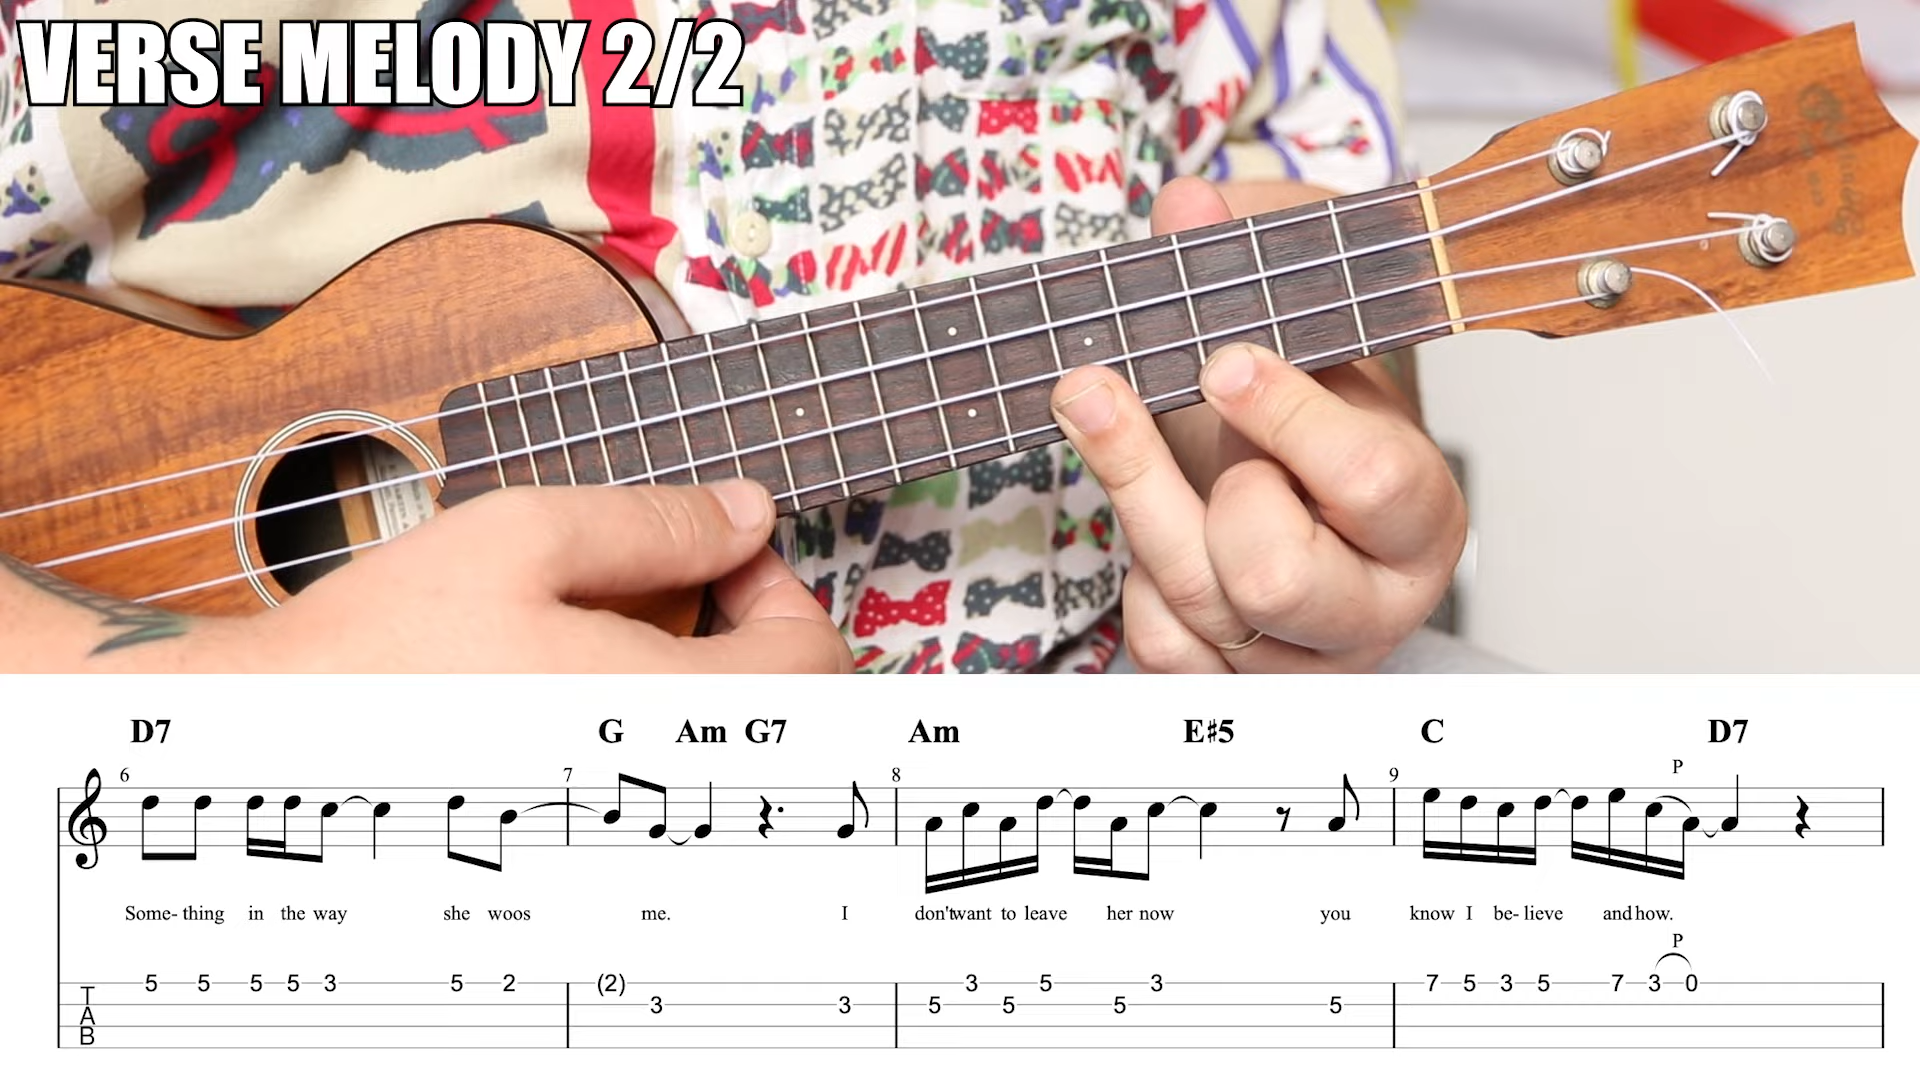 VERSE MELODY 2/2
D7 G Am G7 Am E♯5 C D7
6 7 8 9 P
Some- thing in the way she woos me. I don't want to leave her now you know I be- lieve and how.
P
5 5 5 5 3 5 2 (2) 3 5 7 5 3 5 7 3 0
T 3 3 5 5 5 5
A
B